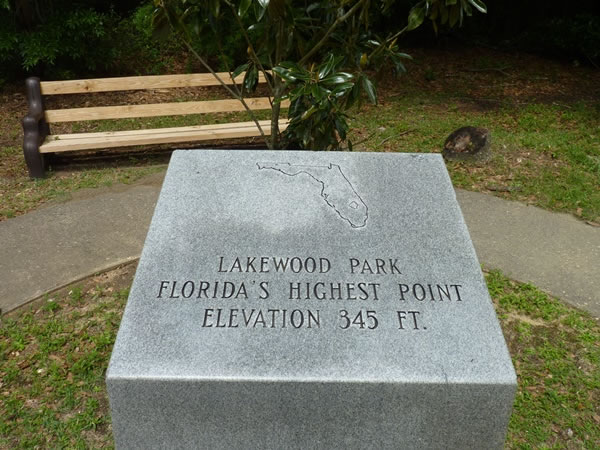 LAKEWOOD PARK
FLORIDA'S HIGHEST POINT
ELEVATION 345 FT.